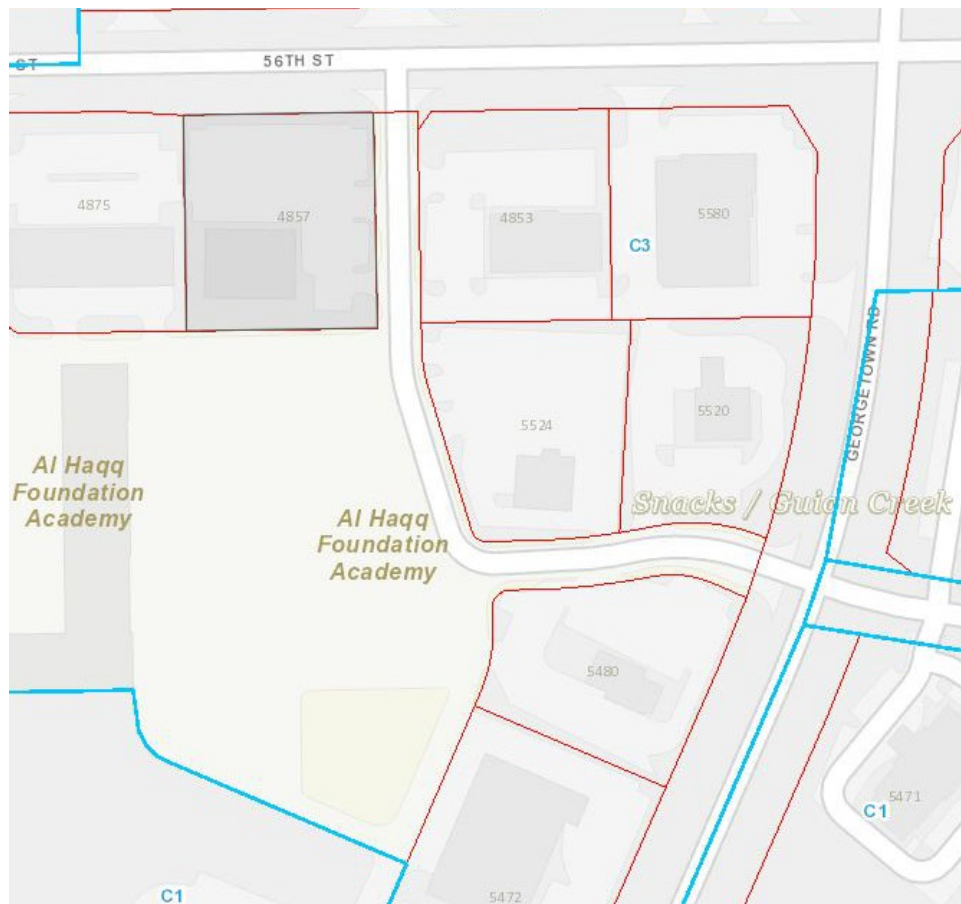 56TH ST
ST
4875
4857
4853
5580
C3
GEORGETOWN RD
5524
5520
Al Haqq
Foundation
Academy
Al Haqq
Foundation
Academy
Snacks / Guion Creek
5480
5471
C1
5472
C1